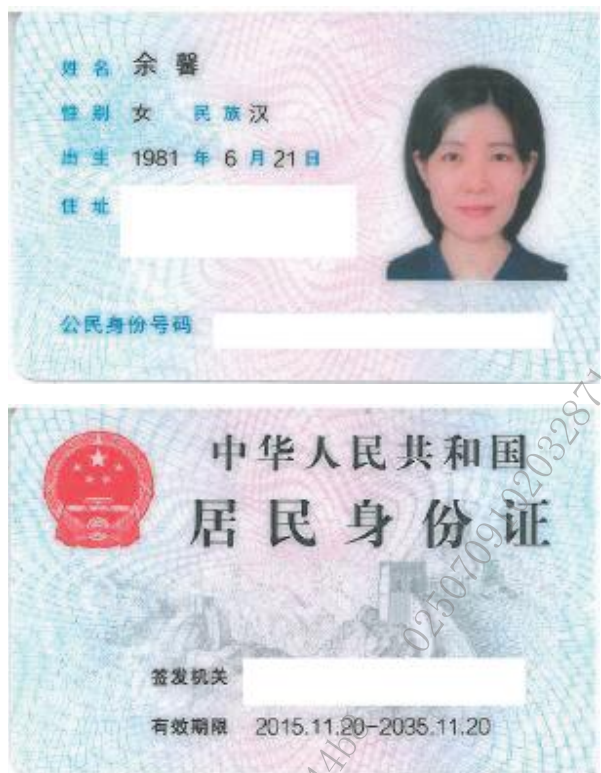 姓名 余馨
性别 女 民族 汉
出生 1981 年 6 月 21 日
住址
公民身份号码
中华人民共和国
居民身份证
签发机关
有效期限 2015.11.20-2035.11.20